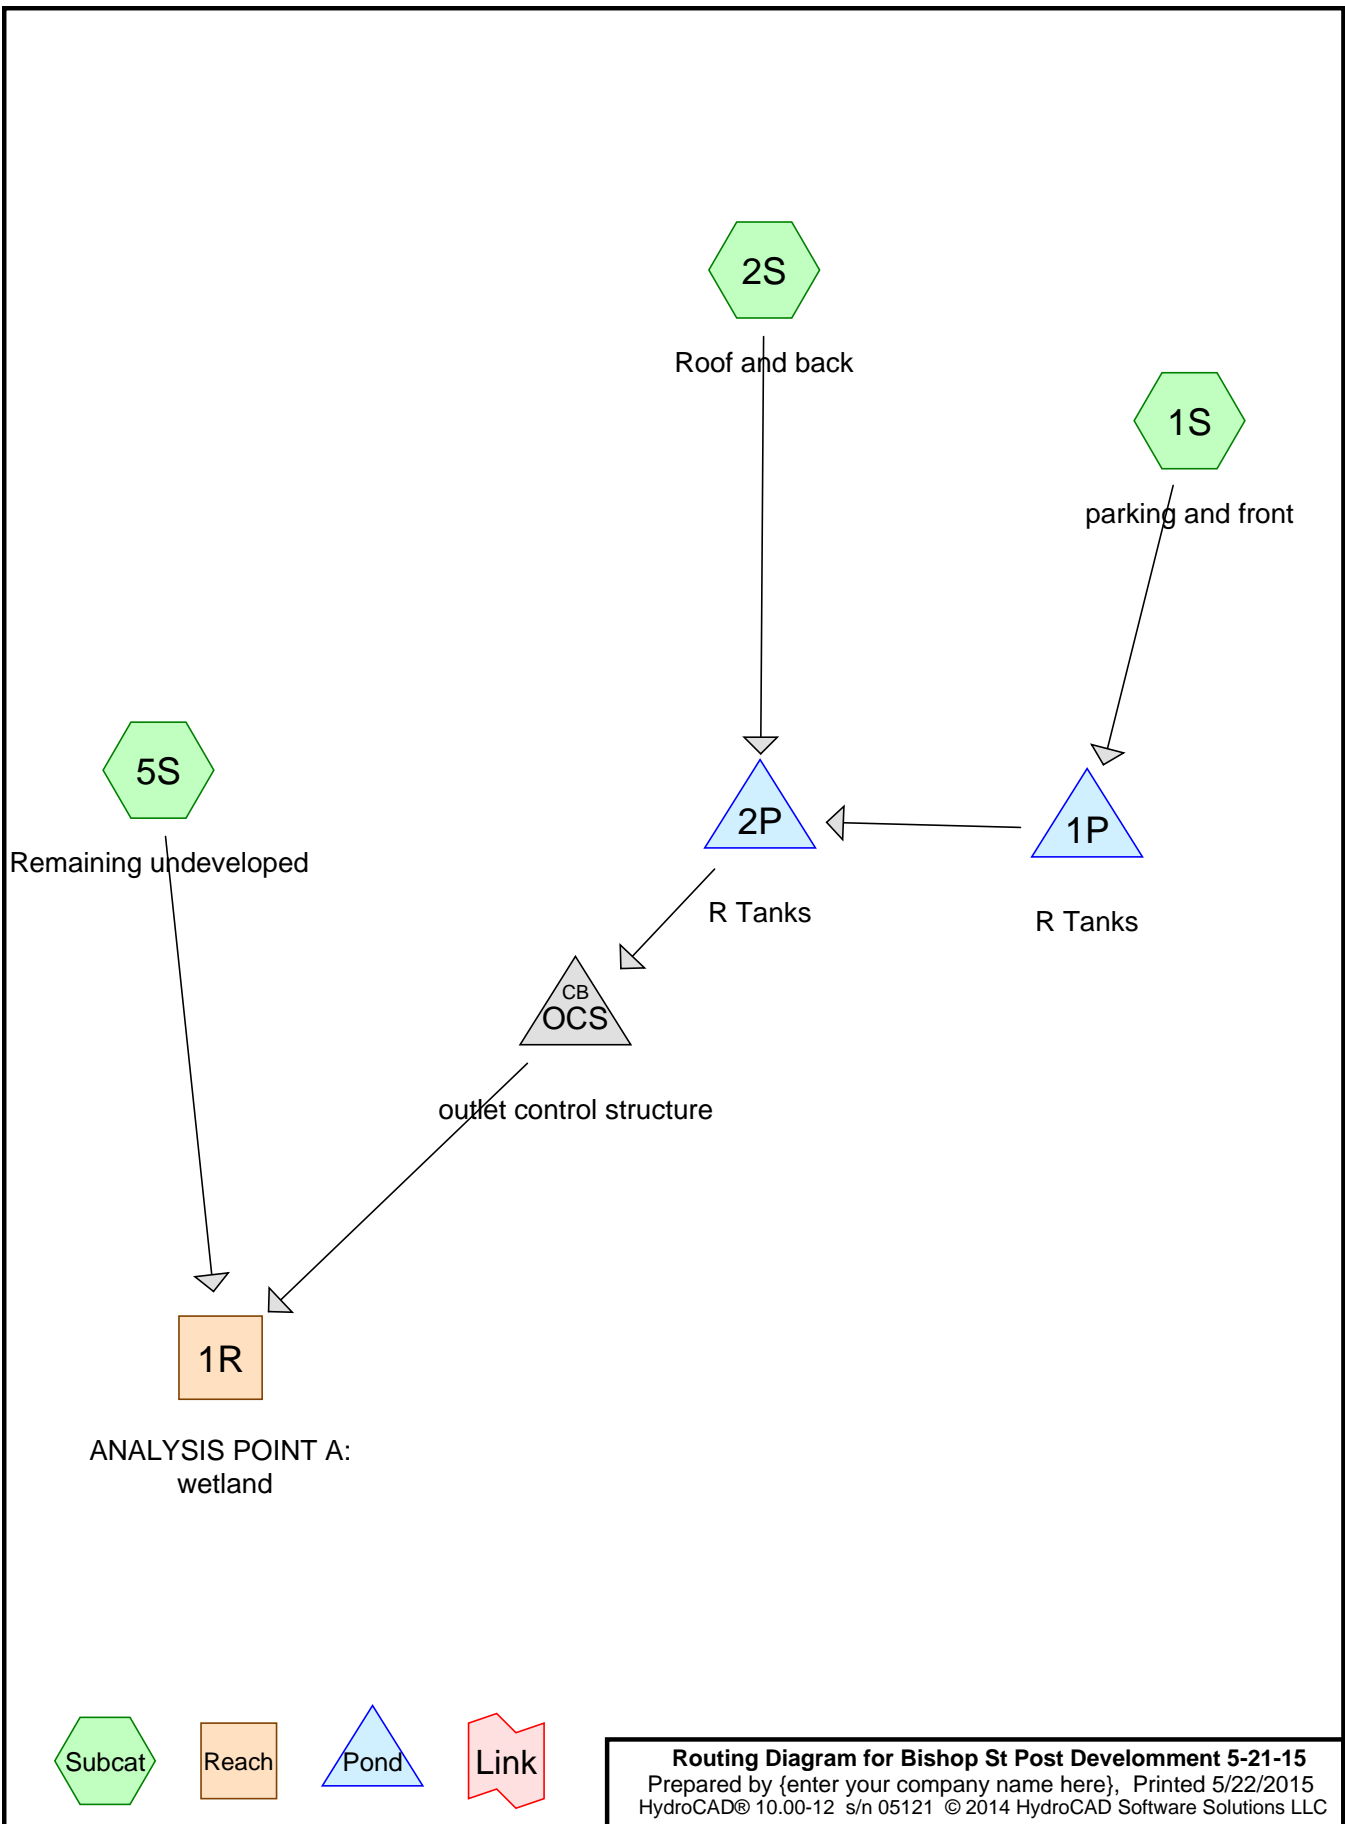 2S
Roof and back
1S
parking and front
5S
Remaining undeveloped
2P
R Tanks
1P
R Tanks
CB
OCS
outlet control structure
1R
ANALYSIS POINT A:
wetland
Subcat
Reach
Pond
Link
Routing Diagram for Bishop St Post Develomment 5-21-15
Prepared by {enter your company name here}, Printed 5/22/2015
HydroCAD® 10.00-12 s/n 05121 © 2014 HydroCAD Software Solutions LLC